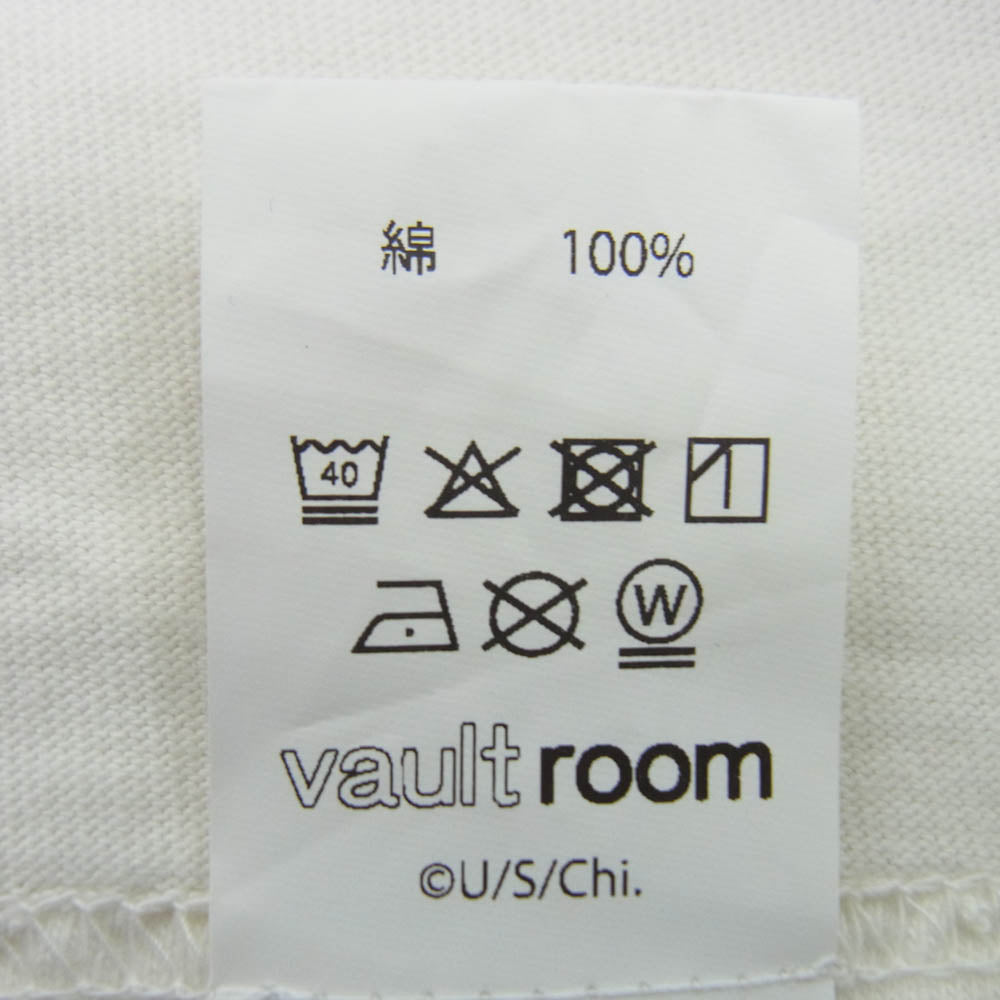 綿 100%
40
W
vault room
©U/S/Chi.